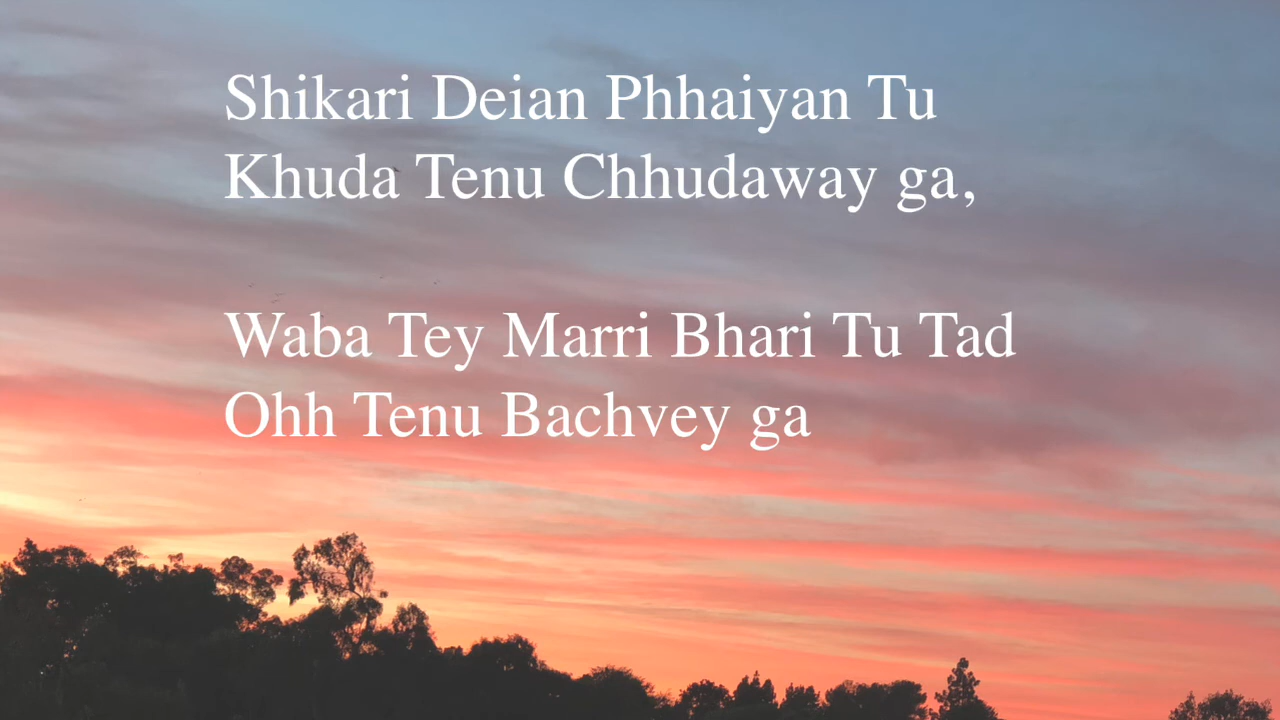 Shikari Deian Phhaiyan Tu
Khuda Tenu Chhudaway ga,
Waba Tey Marri Bhari Tu Tad
Ohh Tenu Bachvey ga